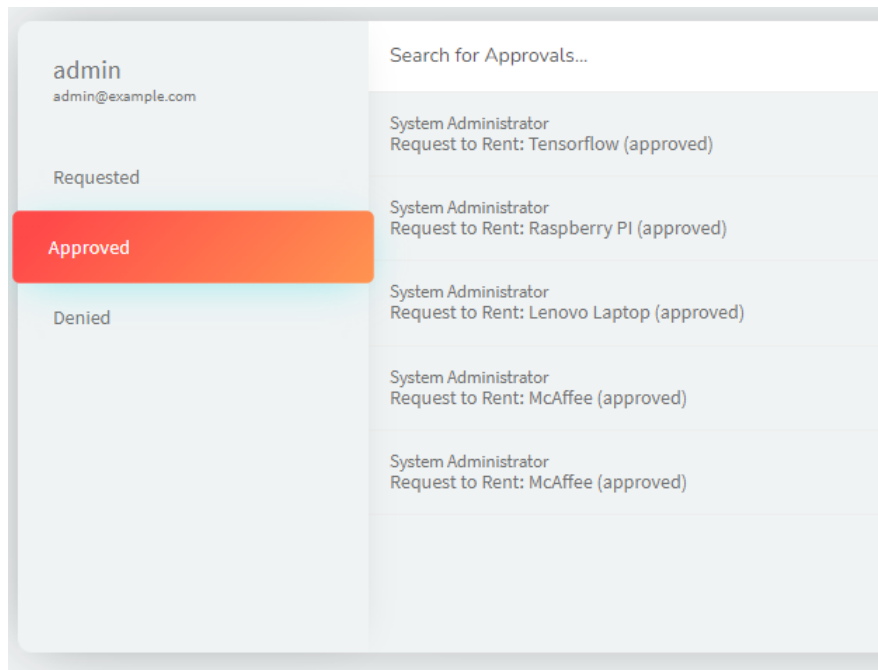 admin
admin@example.com
Requested
Approved
Denied
Search for Approvals...
System Administrator
Request to Rent: Tensorflow (approved)
System Administrator
Request to Rent: Raspberry PI (approved)
System Administrator
Request to Rent: Lenovo Laptop (approved)
System Administrator
Request to Rent: McAffee (approved)
System Administrator
Request to Rent: McAffee (approved)